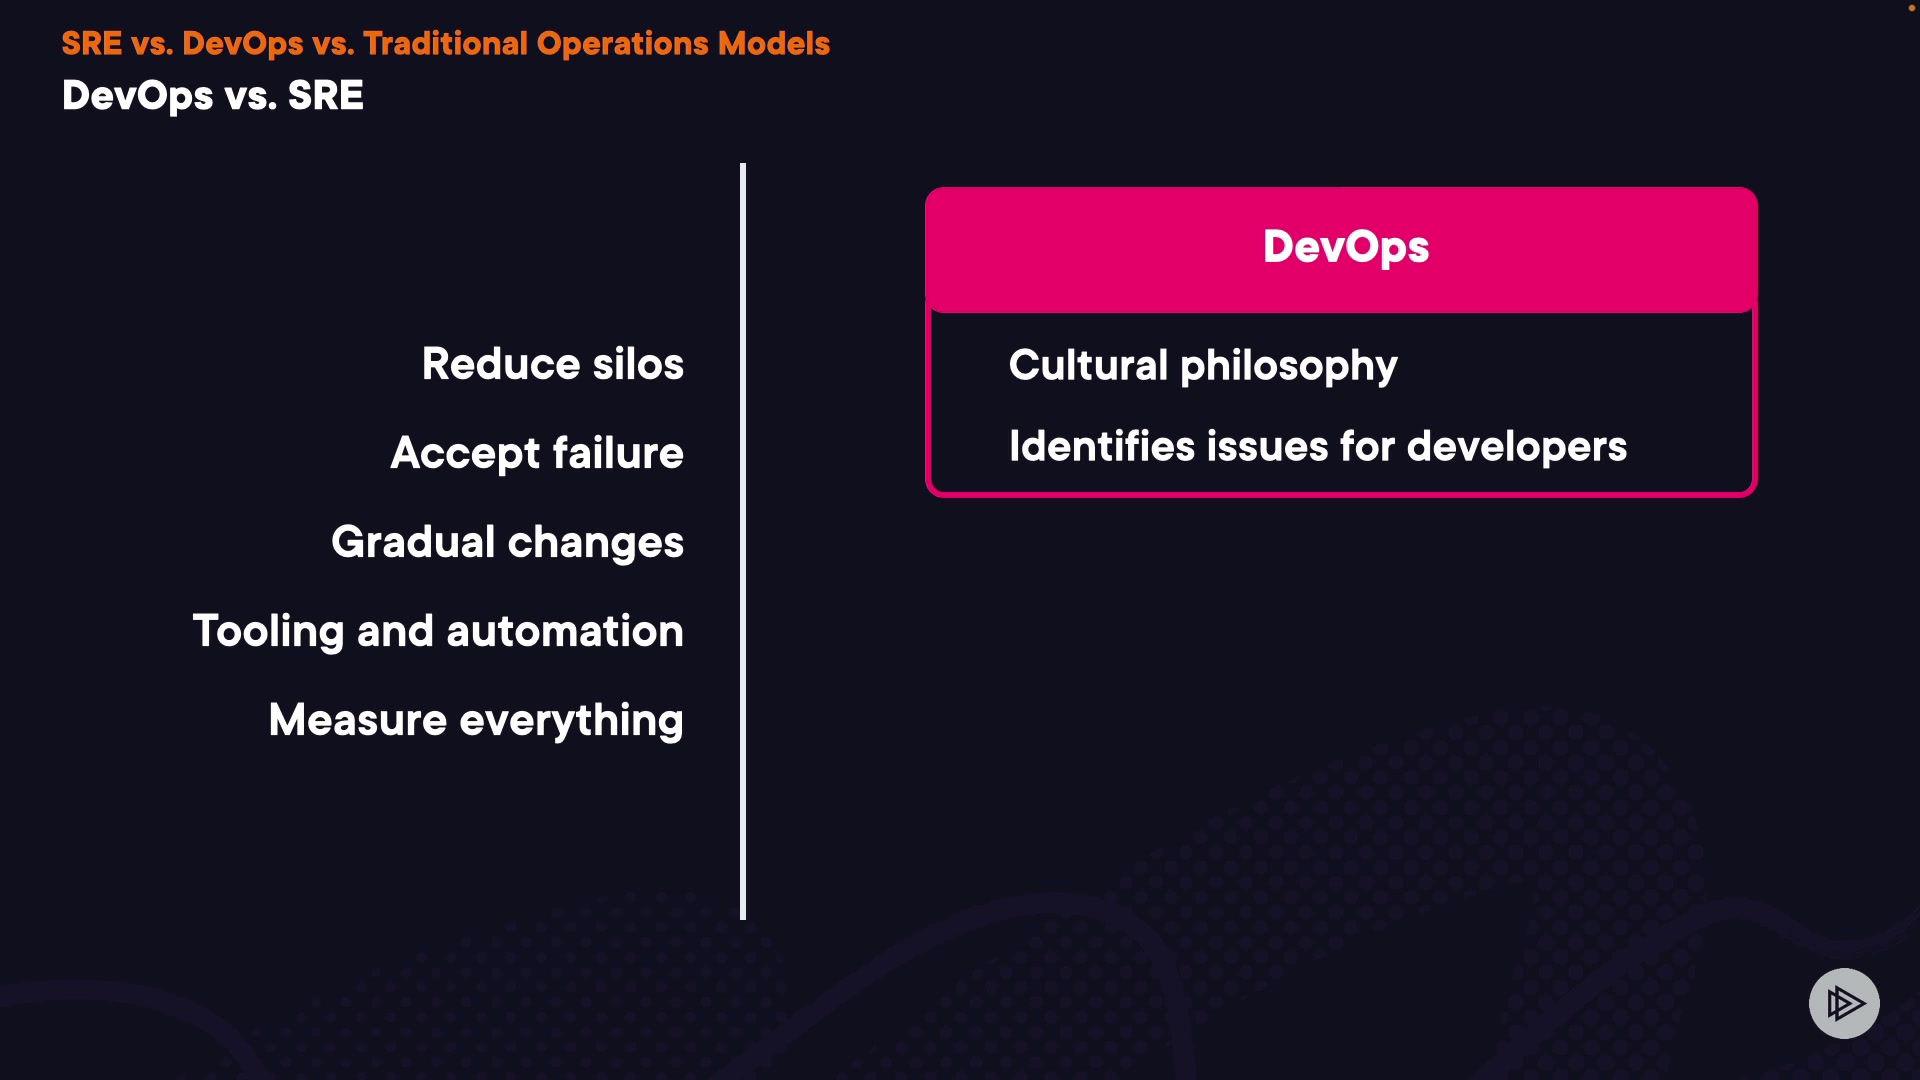 SRE vs. DevOps vs. Traditional Operations Models
DevOps vs. SRE
Reduce silos
Accept failure
Gradual changes
Tooling and automation
Measure everything
DevOps
Cultural philosophy
Identifies issues for developers